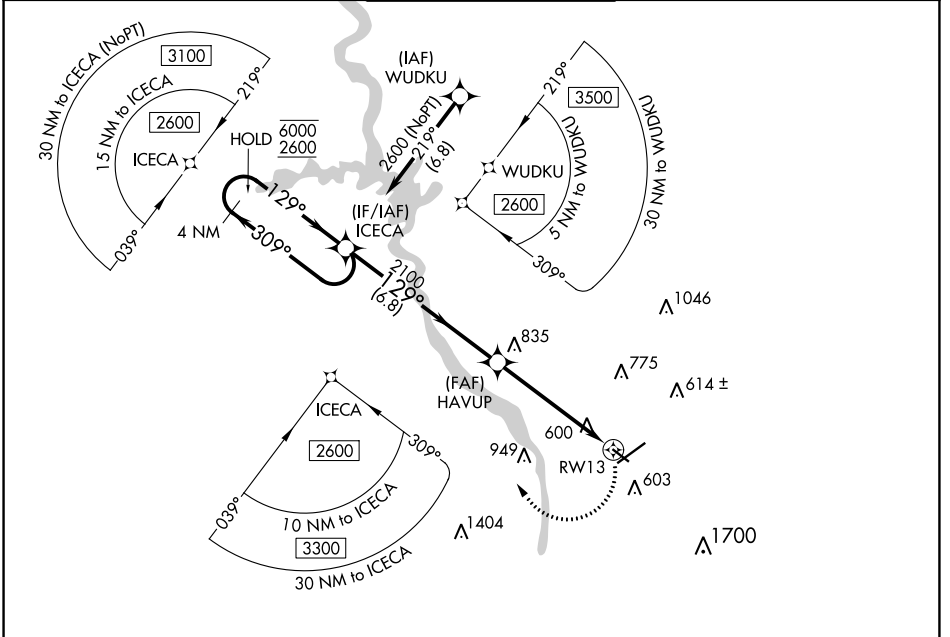 30 NM to ICECA (NoPT)
3100
15 NM to ICECA
2600
219°
ICECA
039°
HOLD
6000
2600
4 NM
129°
309°
(IF/IAF)
ICECA
(IAF)
WUDKU
2600 (NoPT)
219°
(6.8)
219°
3500
30 NM to WUDKU
WUDKU
2600
5 NM to WUDKU
309°
2100
129°
(6.8)
1046
835
775
614 ±
(FAF)
HAVUP
600
949
RW13
603
1404
1700
ICECA
2600
309°
039°
10 NM to ICECA
3300
30 NM to ICECA